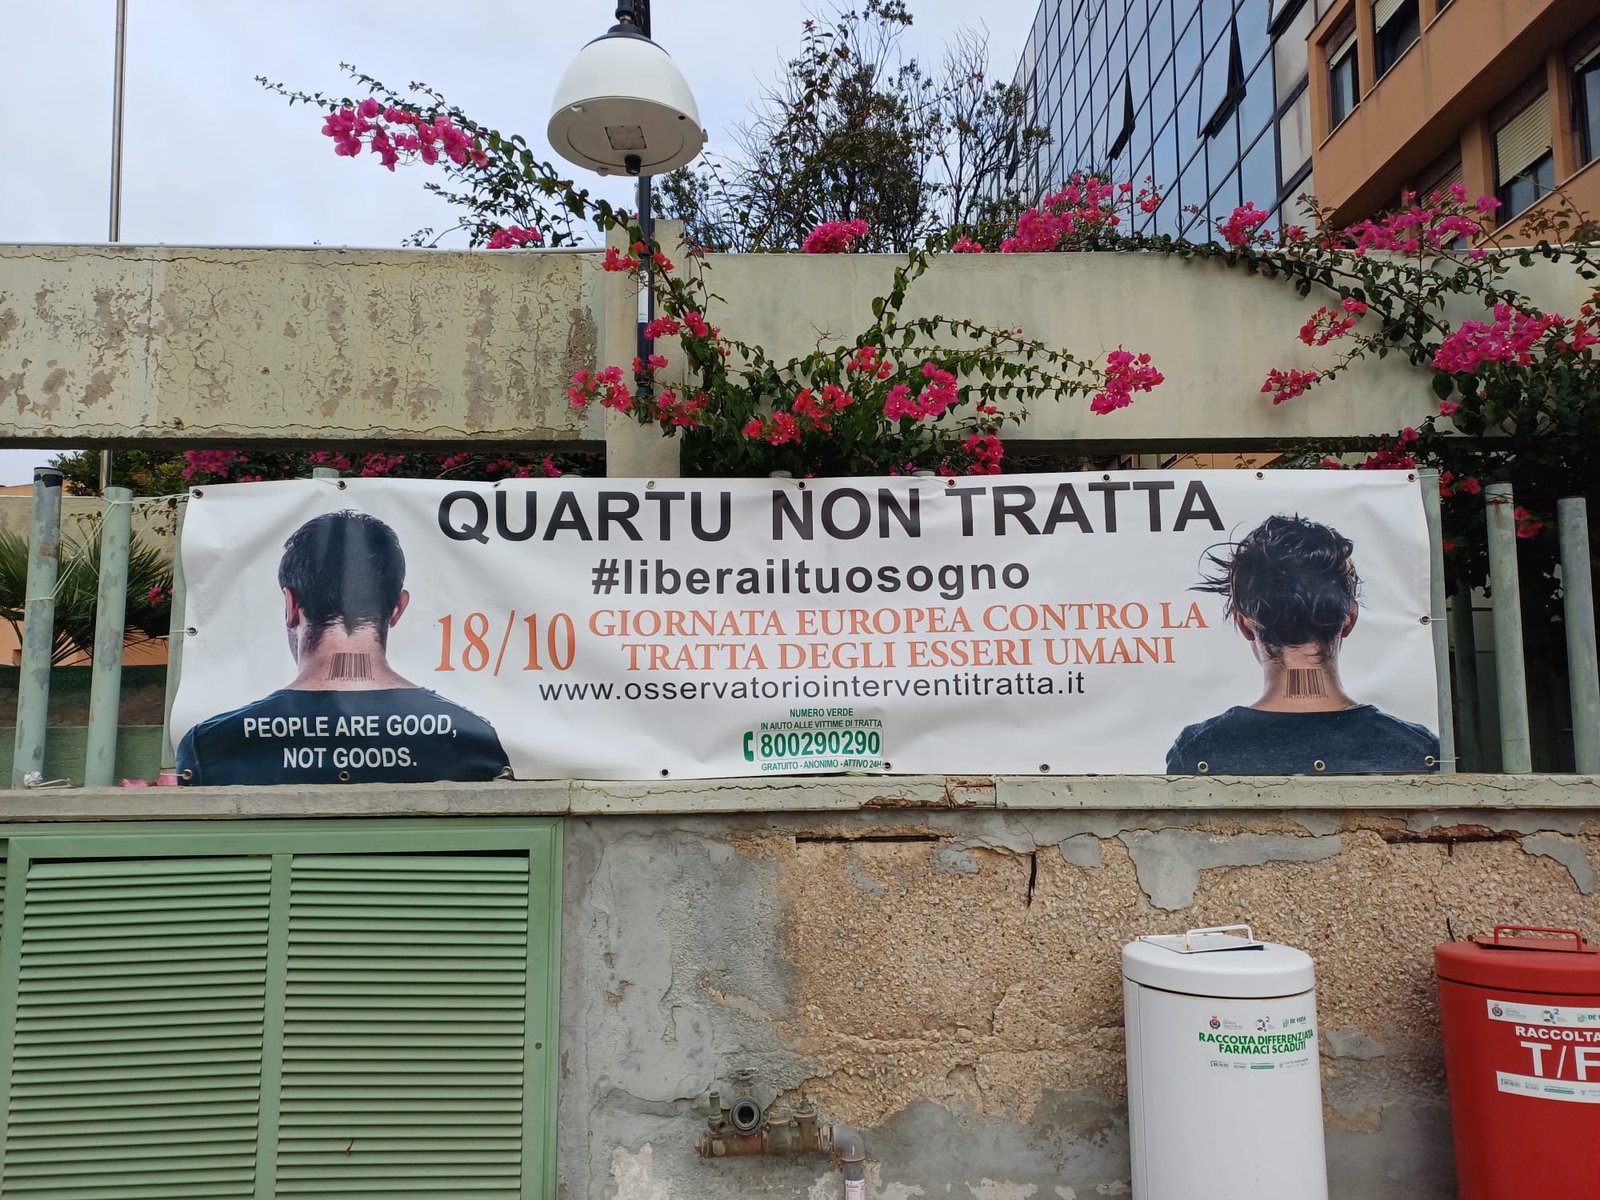 QUARTU NON TRATTA
#liberailtuosogno
18/10
GIORNATA EUROPEA CONTRO LA
TRATTA DEGLI ESSERI UMANI
www.osservatoriointerventitratta.it
NUMERO VERDE
IN AIUTO ALLE VITTIME DI TRATTA
800290290
GRATUITO - ANONIMO - ATTIVO 24H
PEOPLE ARE GOOD,
NOT GOODS.
RACCOLTA DIFFERENZIATA
FARMACI SCADUTI
RACCOLTA
T/F